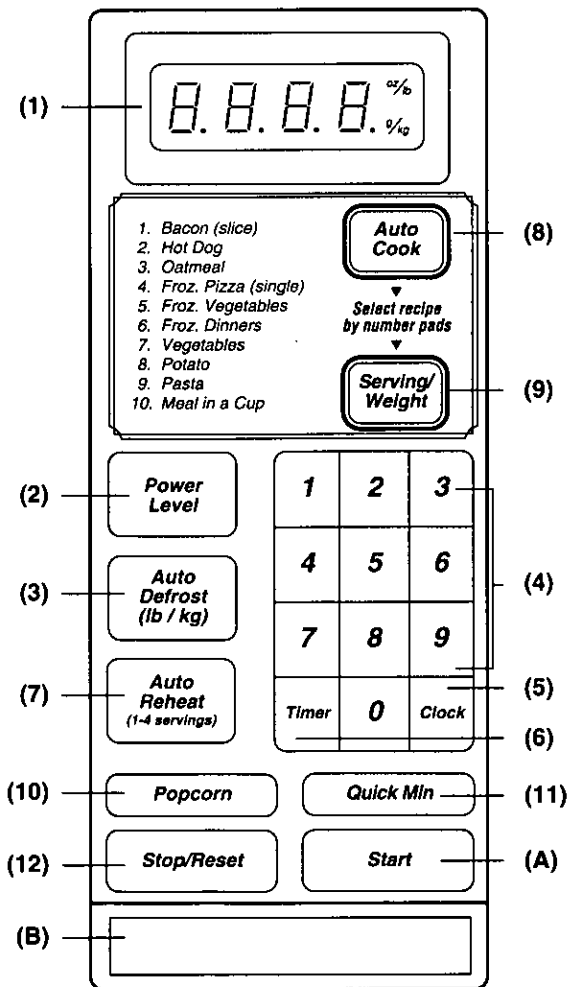 (1)
8.8.8.8. oz/lb
g/kg
1. Bacon (slice)
2. Hot Dog
3. Oatmeal
4. Froz. Pizza (single)
5. Froz. Vegetables
6. Froz. Dinners
7. Vegetables
8. Potato
9. Pasta
10. Meal in a Cup
Auto
Cook
(8)
▼
Select recipe
by number pads
▼
Serving/
Weight
(9)
(2)
Power
Level
1 2 3
(3)
Auto
Defrost
(lb / kg)
4 5 6
(4)
(7)
Auto
Reheat
(1-4 servings)
7 8 9
(5)
Timer 0 Clock
(6)
(10) Popcorn Quick Min (11)
(12) Stop/Reset Start (A)
(B)